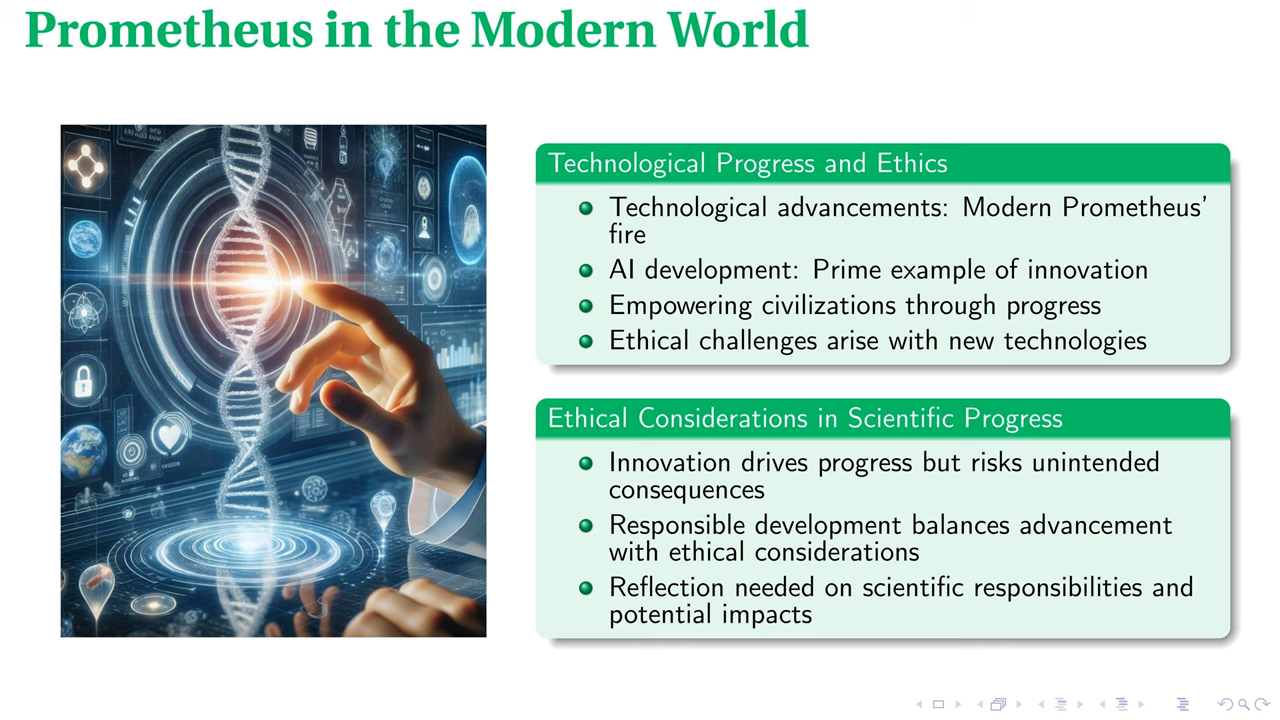 Prometheus in the Modern World
Technological Progress and Ethics
Technological advancements: Modern Prometheus'
fire
AI development: Prime example of innovation
Empowering civilizations through progress
Ethical challenges arise with new technologies
Ethical Considerations in Scientific Progress
Innovation drives progress but risks unintended
consequences
Responsible development balances advancement
with ethical considerations
Reflection needed on scientific responsibilities and
potential impacts